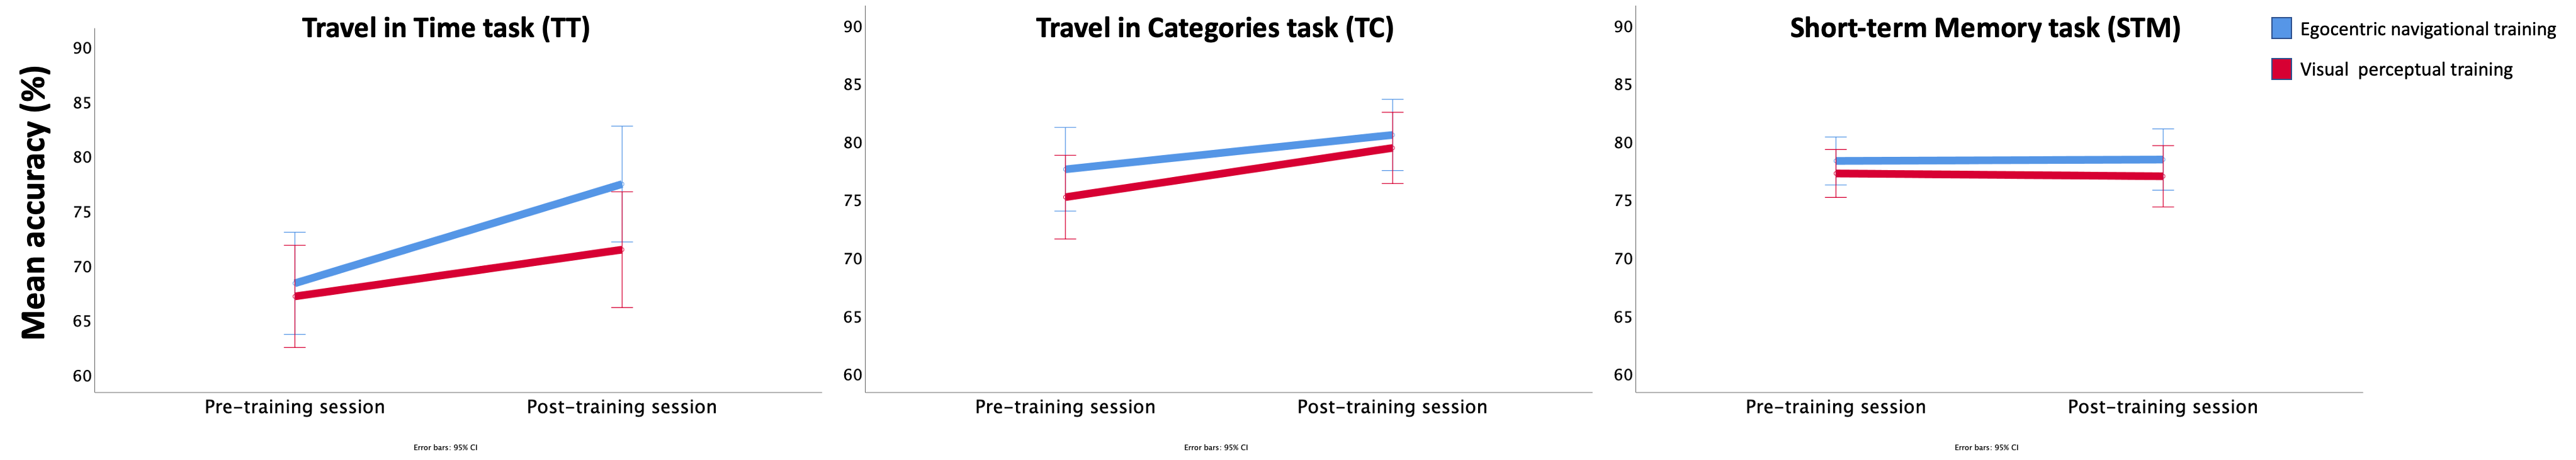 Travel in Time task (TT)
Mean accuracy (%)
90
85
80
75
70
65
60
Pre-training session
Post-training session
Error bars: 95% CI
Travel in Categories task (TC)
90
85
80
75
70
65
60
Pre-training session
Post-training session
Error bars: 95% CI
Short-term Memory task (STM)
90
85
80
75
70
65
60
Pre-training session
Post-training session
Error bars: 95% CI
Egocentric navigational training
Visual perceptual training